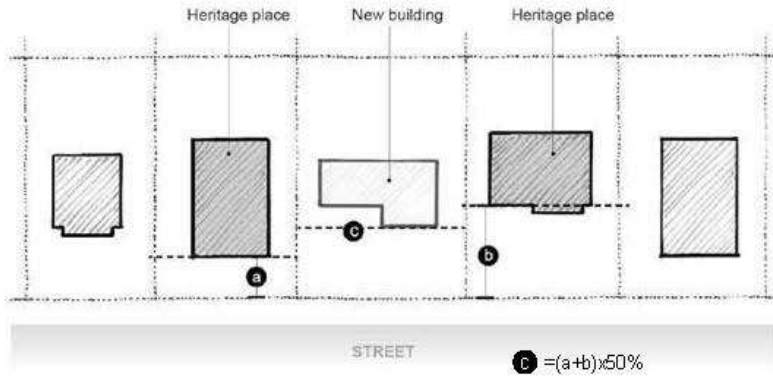 Heritage place New building Heritage place
c
b
a
STREET
c =(a+b)x50%